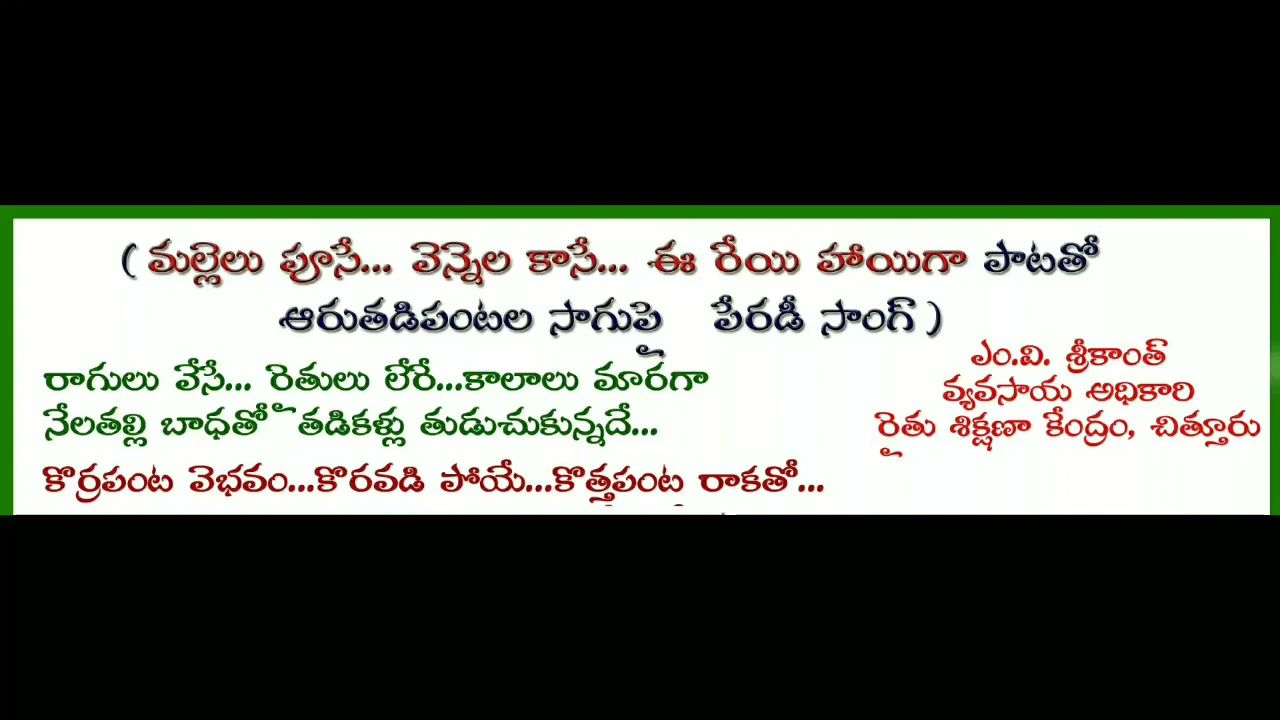 ( మల్లెలు పూసే... వెన్నెల కాసే... ఈ రేయి హాయిగా పాటతో
ఆరుతడిపంటల సాగుపై పేరడీ సాంగ్ )
ఎం.వి. శ్రీకాంత్
వ్యవసాయ అధికారి
రైతు శిక్షణా కేంద్రం, చిత్తూరు
రాగులు వేసే... రైతులు లేరే...కాలాలు మారగా
నేలతల్లి బాధతో తడికళ్లు తుడుచుకున్నదే...
కొర్రపంట వెభవం...కొరవడి పోయే...కొత్తపంట రాకతో...